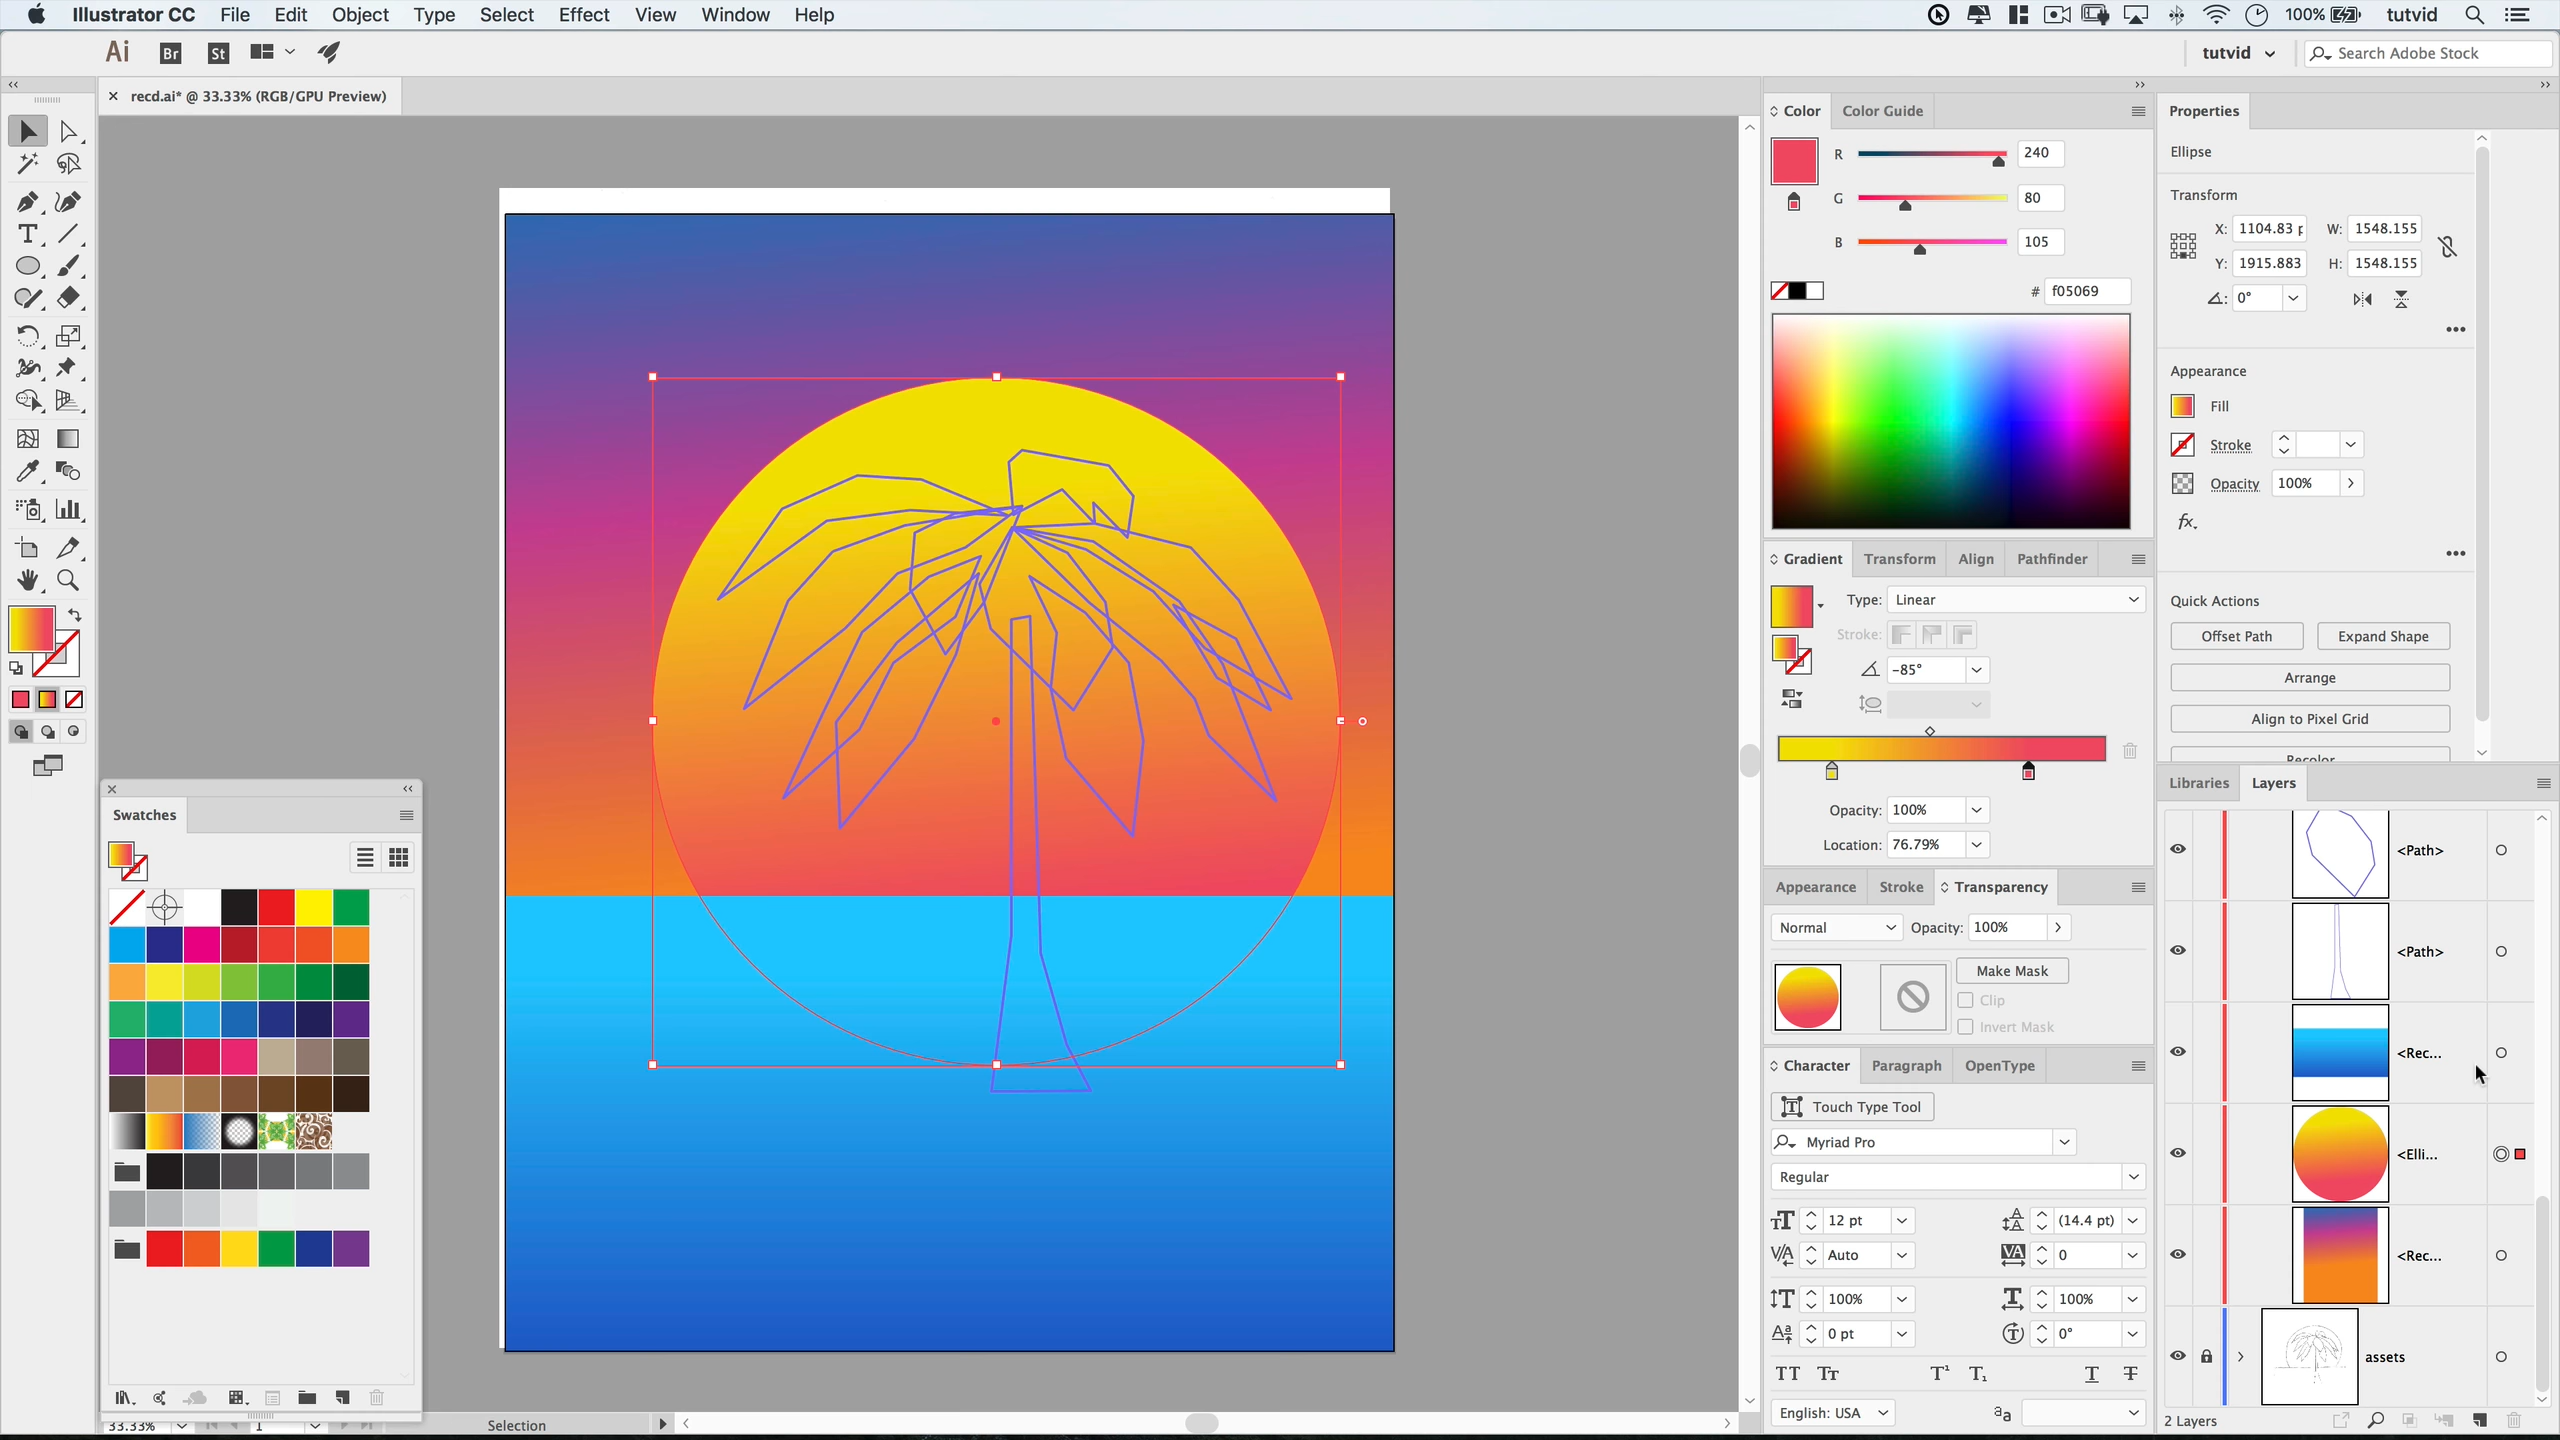 Illustrator CC File Edit Object Type Select Effect View Window Help 100% tutvid
Ai Br St tutvid Search Adobe Stock
recd.ai* @ 33.33% (RGB/GPU Preview)
Color Color Guide
R 240
G 80
B 105
# f05069
Gradient Transform Align Pathfinder
Type: Linear
Stroke:
-85°
Opacity: 100%
Location: 76.79%
Appearance Stroke Transparency
Normal Opacity: 100%
Make Mask
Clip
Invert Mask
Character Paragraph OpenType
Touch Type Tool
Myriad Pro
Regular
12 pt (14.4 pt)
Auto 0
100% 100%
0 pt 0°
English: USA
Properties
Ellipse
Transform
X: 1104.83 p W: 1548.155
Y: 1915.883 H: 1548.155
0°
Appearance
Fill
Stroke
Opacity 100%
fx.
Quick Actions
Offset Path Expand Shape
Arrange
Align to Pixel Grid
Recolor
Libraries Layers
<Path>
<Path>
<Rec...
<Elli...
<Rec...
assets
2 Layers
Swatches
33.33% 1 Selection